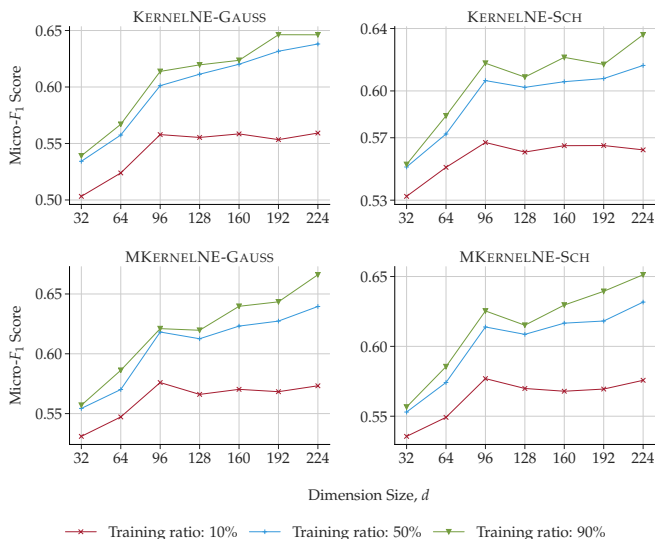 KERNELNE-GAUSS
KERNELNE-SCH
Micro-F1 Score
0.65
0.60
0.55
0.50
32 64 96 128 160 192 224
0.64
0.60
0.57
0.53
32 64 96 128 160 192 224
MKERNELNE-GAUSS
MKERNELNE-SCH
Micro-F1 Score
0.65
0.60
0.55
32 64 96 128 160 192 224
0.65
0.60
0.55
32 64 96 128 160 192 224
Dimension Size, d
Training ratio: 10% Training ratio: 50% Training ratio: 90%